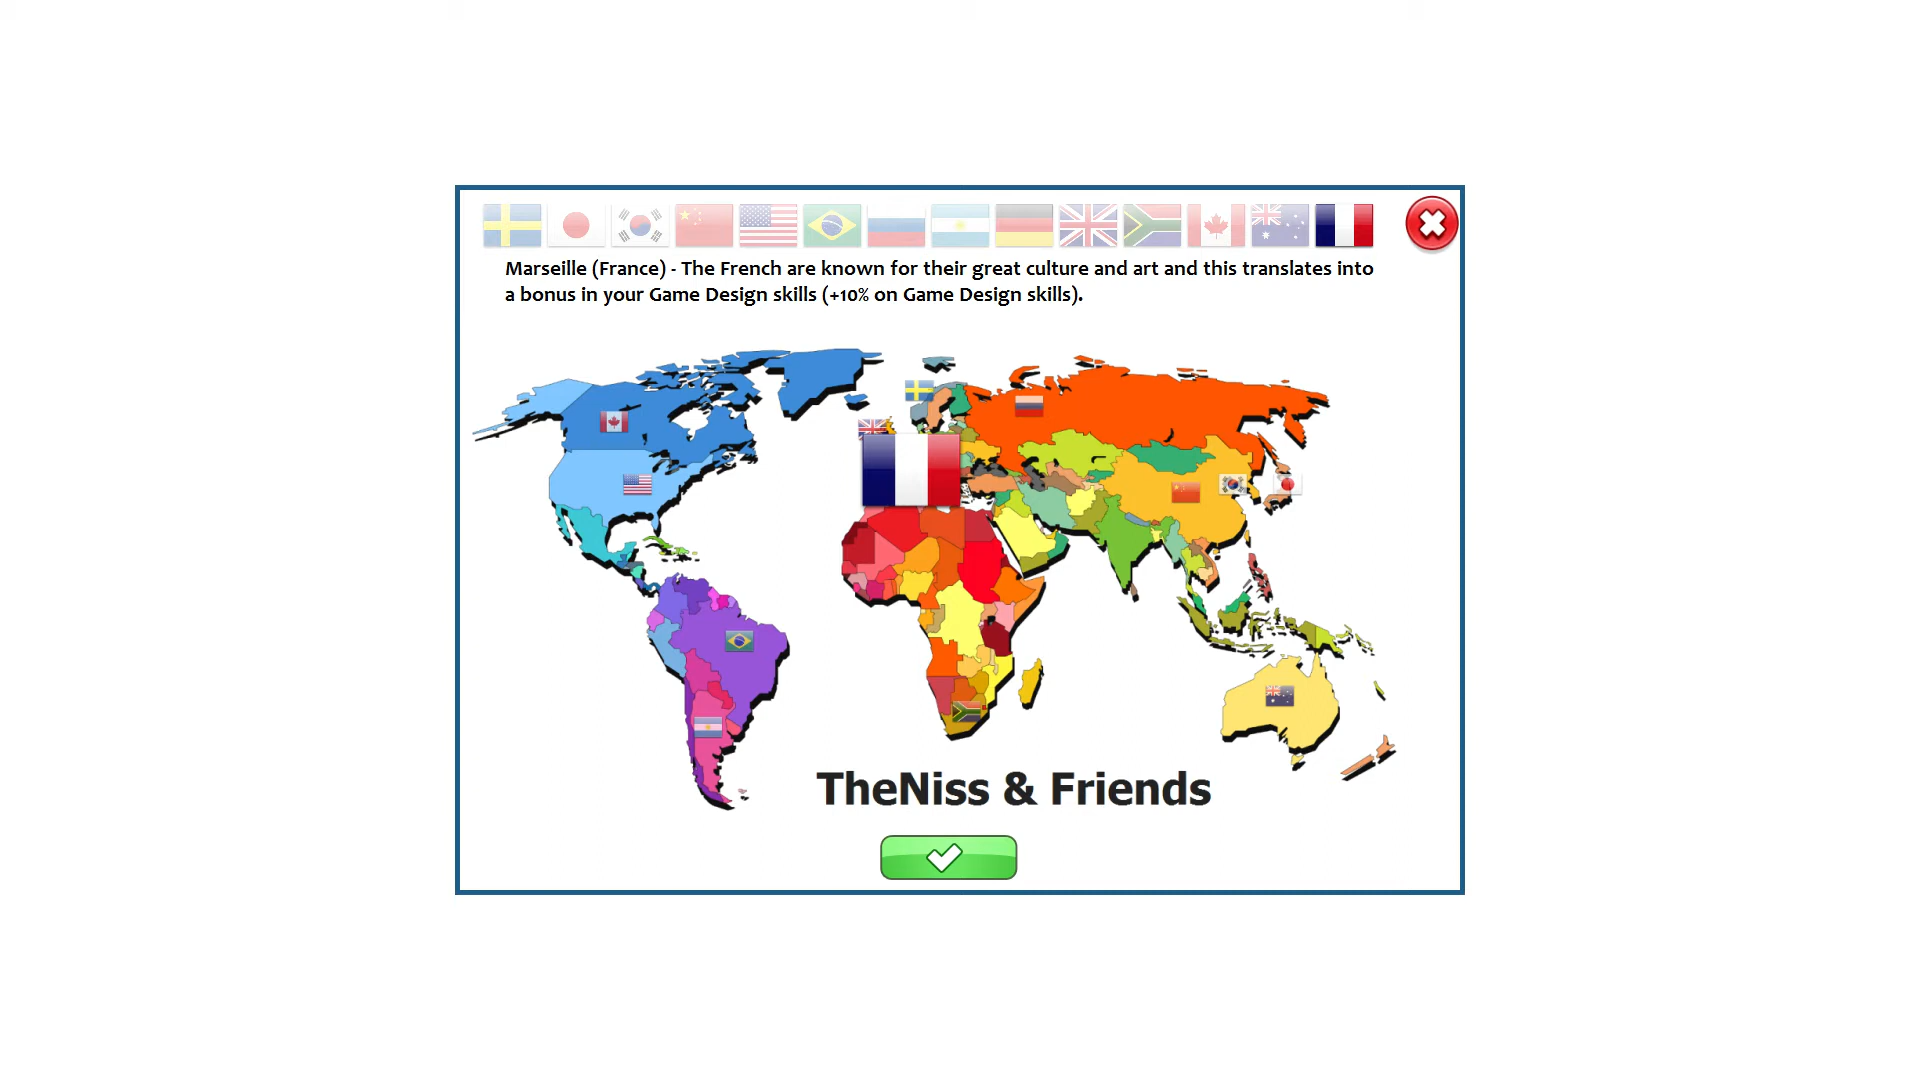 Marseille (France) - The French are known for their great culture and art and this translates into
a bonus in your Game Design skills (+10% on Game Design skills).
TheNiss & Friends